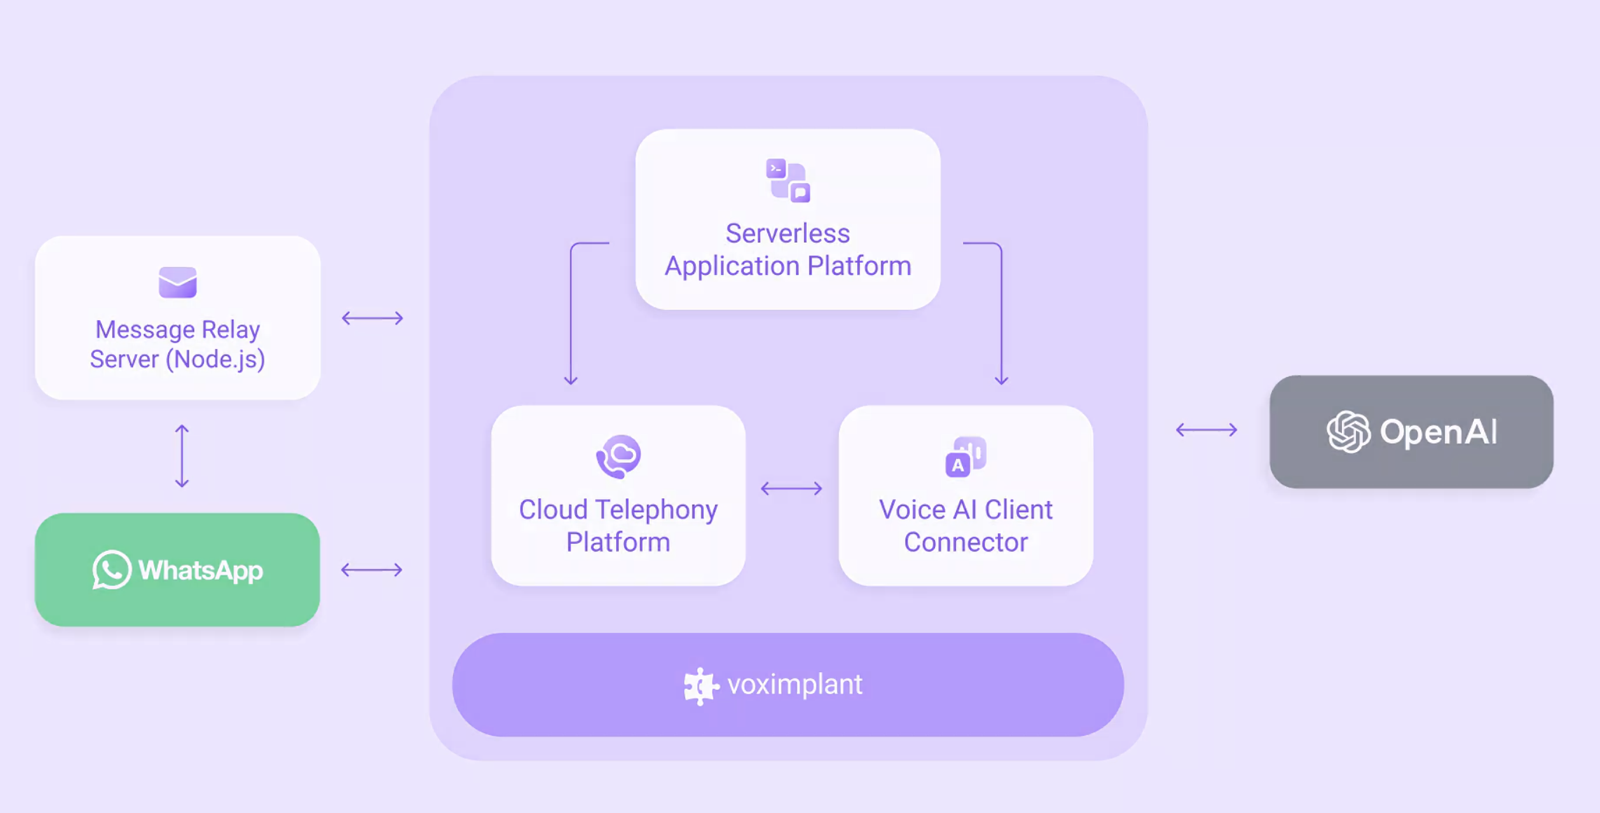 Serverless
Application Platform
Message Relay
Server (Node.js)
OpenAI
Cloud Telephony
Platform
A
Voice AI Client
Connector
WhatsApp
voximplant